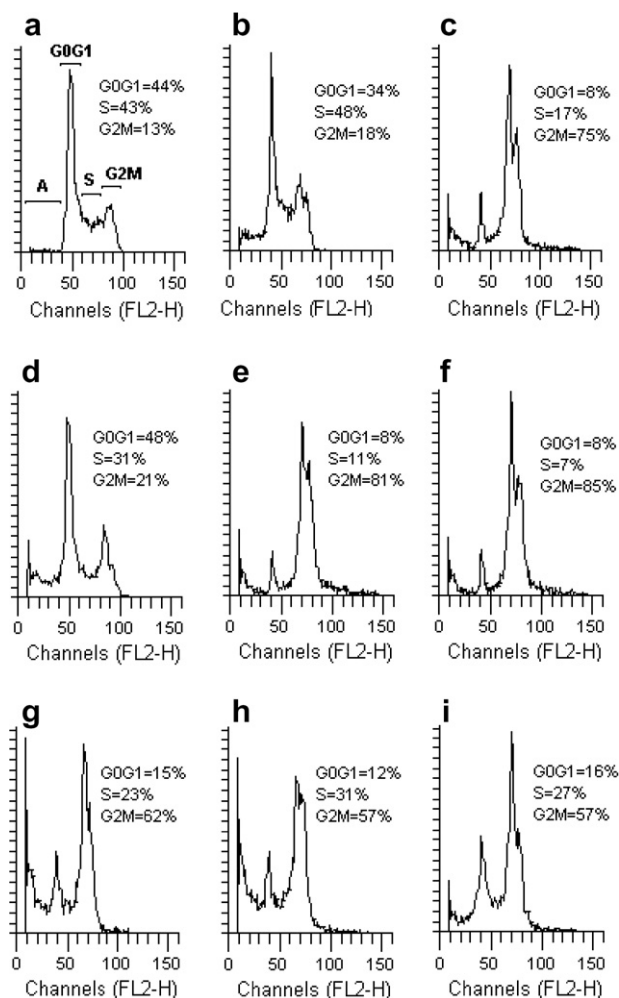 a
G0G1
G0G1=44%
S=43%
G2M=13%
A
S
G2M
0 50 100 150
Channels (FL2-H)
b
G0G1=34%
S=48%
G2M=18%
0 50 100 150
Channels (FL2-H)
c
G0G1=8%
S=17%
G2M=75%
0 50 100 150
Channels (FL2-H)
d
G0G1=48%
S=31%
G2M=21%
0 50 100 150
Channels (FL2-H)
e
G0G1=8%
S=11%
G2M=81%
0 50 100 150
Channels (FL2-H)
f
G0G1=8%
S=7%
G2M=85%
0 50 100 150
Channels (FL2-H)
g
G0G1=15%
S=23%
G2M=62%
0 50 100 150
Channels (FL2-H)
h
G0G1=12%
S=31%
G2M=57%
0 50 100 150
Channels (FL2-H)
i
G0G1=16%
S=27%
G2M=57%
0 50 100 150
Channels (FL2-H)